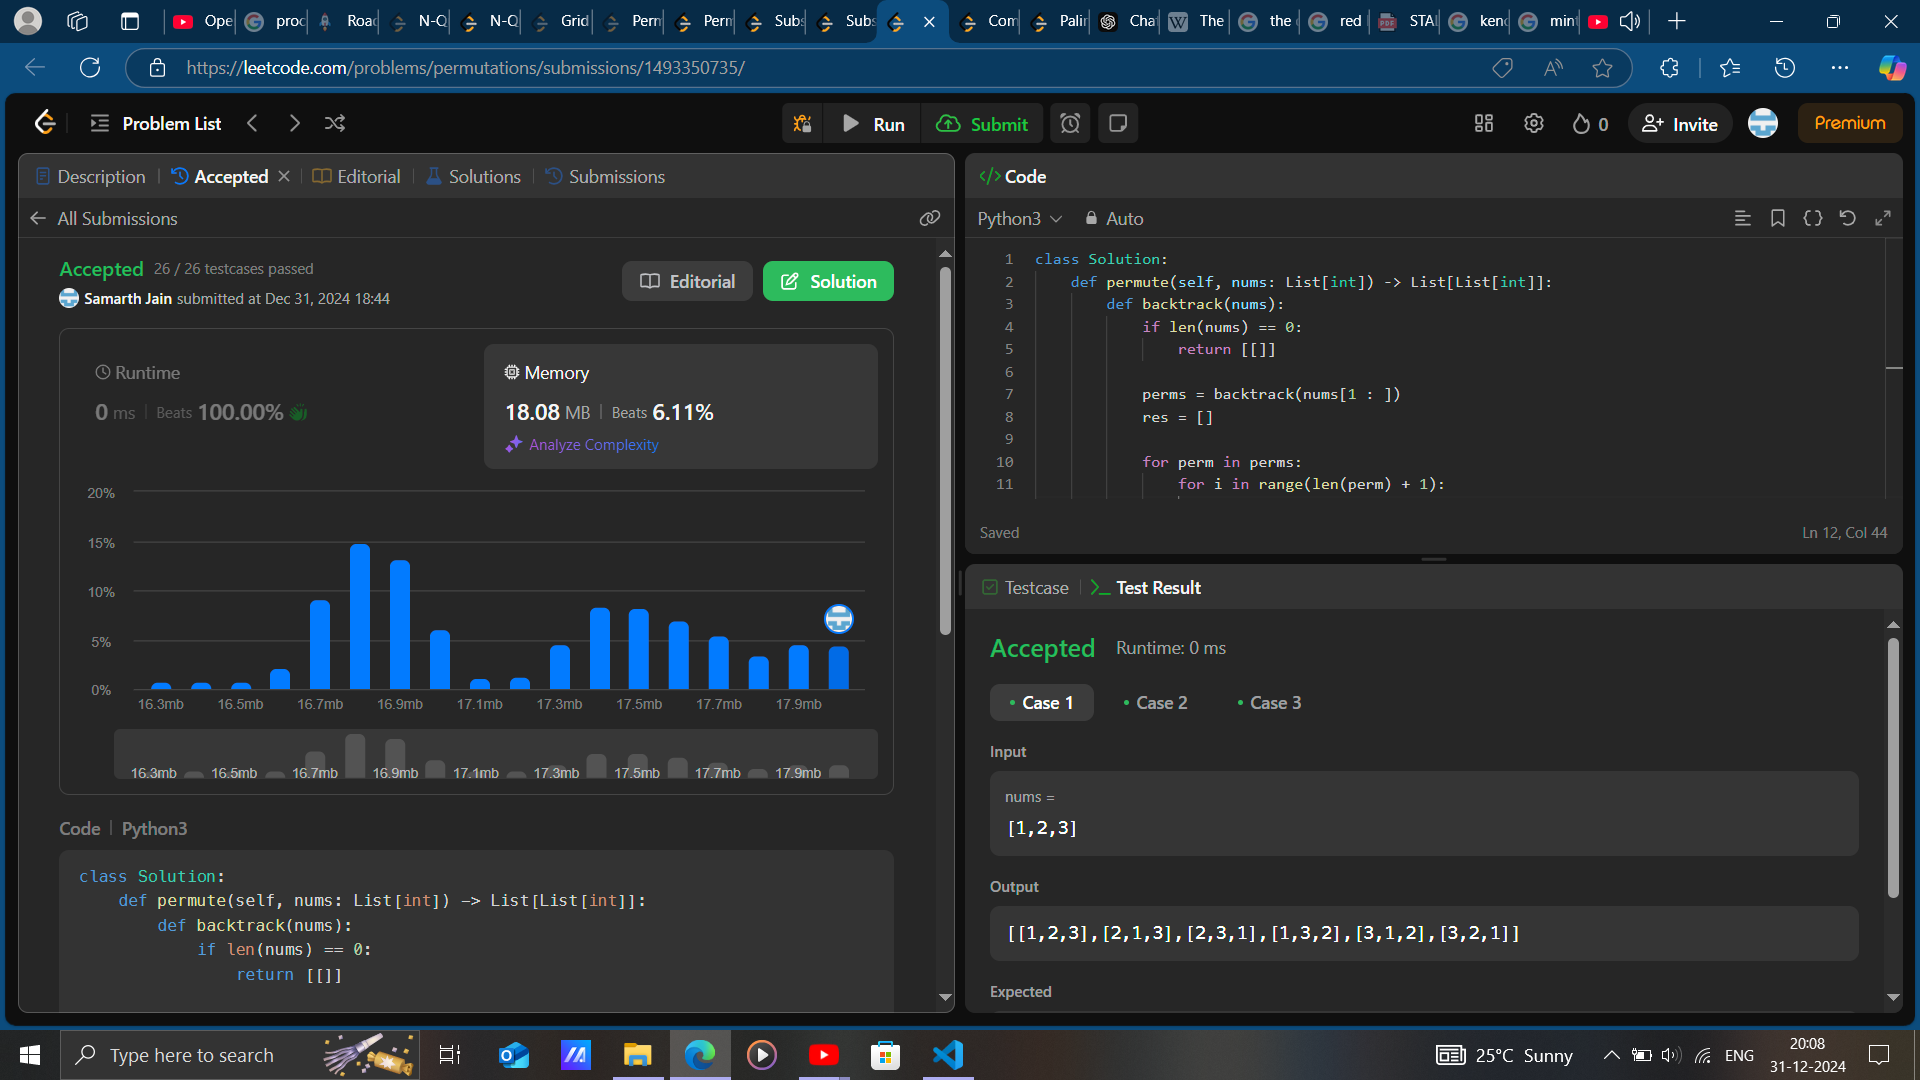 Ope
proc
Road
N-Q
N-Q
Grid
Perm
Perm
Subs
Subs
Com
Palin
Chat
The
the
red
STAI
kend
mint
https://leetcode.com/problems/permutations/submissions/1493350735/
Problem List
Run
Submit
0
Invite
Premium
Description
Accepted
Editorial
Solutions
Submissions
All Submissions
Accepted 26 / 26 testcases passed
Samarth Jain submitted at Dec 31, 2024 18:44
Editorial
Solution
Runtime
0 ms | Beats 100.00%
Memory
18.08 MB | Beats 6.11%
Analyze Complexity
20%
15%
10%
5%
0%
16.3mb 16.5mb 16.7mb 16.9mb 17.1mb 17.3mb 17.5mb 17.7mb 17.9mb
16.3mb 16.5mb 16.7mb 16.9mb 17.1mb 17.3mb 17.5mb 17.7mb 17.9mb
Code | Python3
class Solution:
    def permute(self, nums: List[int]) -> List[List[int]]:
        def backtrack(nums):
            if len(nums) == 0:
                return [[]]
</> Code
Python3
Auto
1 class Solution:
2     def permute(self, nums: List[int]) -> List[List[int]]:
3         def backtrack(nums):
4             if len(nums) == 0:
5                 return [[]]
6
7             perms = backtrack(nums[1 : ])
8             res = []
9
10             for perm in perms:
11                 for i in range(len(perm) + 1):
Saved
Ln 12, Col 44
Testcase
Test Result
Accepted Runtime: 0 ms
Case 1
Case 2
Case 3
Input
nums =
[1,2,3]
Output
[[1,2,3],[2,1,3],[2,3,1],[1,3,2],[3,1,2],[3,2,1]]
Expected
Type here to search
25°C Sunny
ENG
20:08
31-12-2024